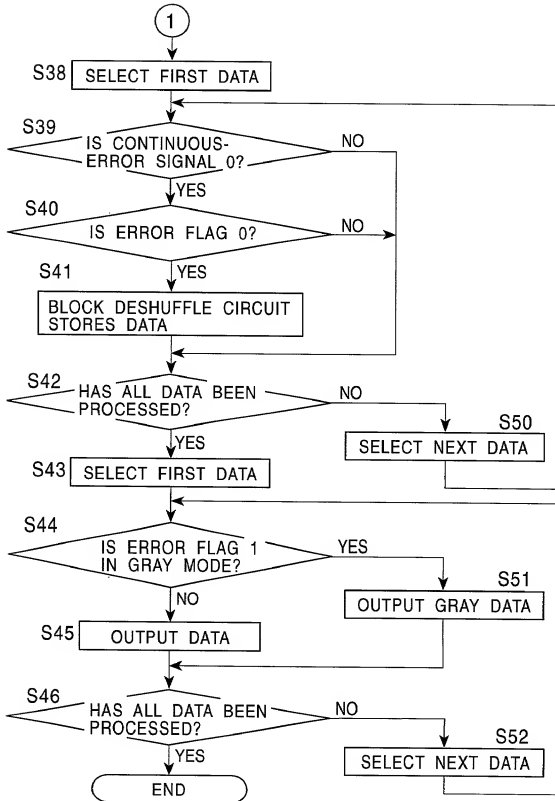 1
S38
SELECT FIRST DATA
S39
IS CONTINUOUS-
ERROR SIGNAL 0?
NO
YES
S40
IS ERROR FLAG 0?
NO
YES
S41
BLOCK DESHUFFLE CIRCUIT
STORES DATA
S42
HAS ALL DATA BEEN
PROCESSED?
NO
YES
S50
SELECT NEXT DATA
S43
SELECT FIRST DATA
S44
IS ERROR FLAG 1
IN GRAY MODE?
YES
NO
S51
OUTPUT GRAY DATA
S45
OUTPUT DATA
S46
HAS ALL DATA BEEN
PROCESSED?
NO
YES
S52
SELECT NEXT DATA
END